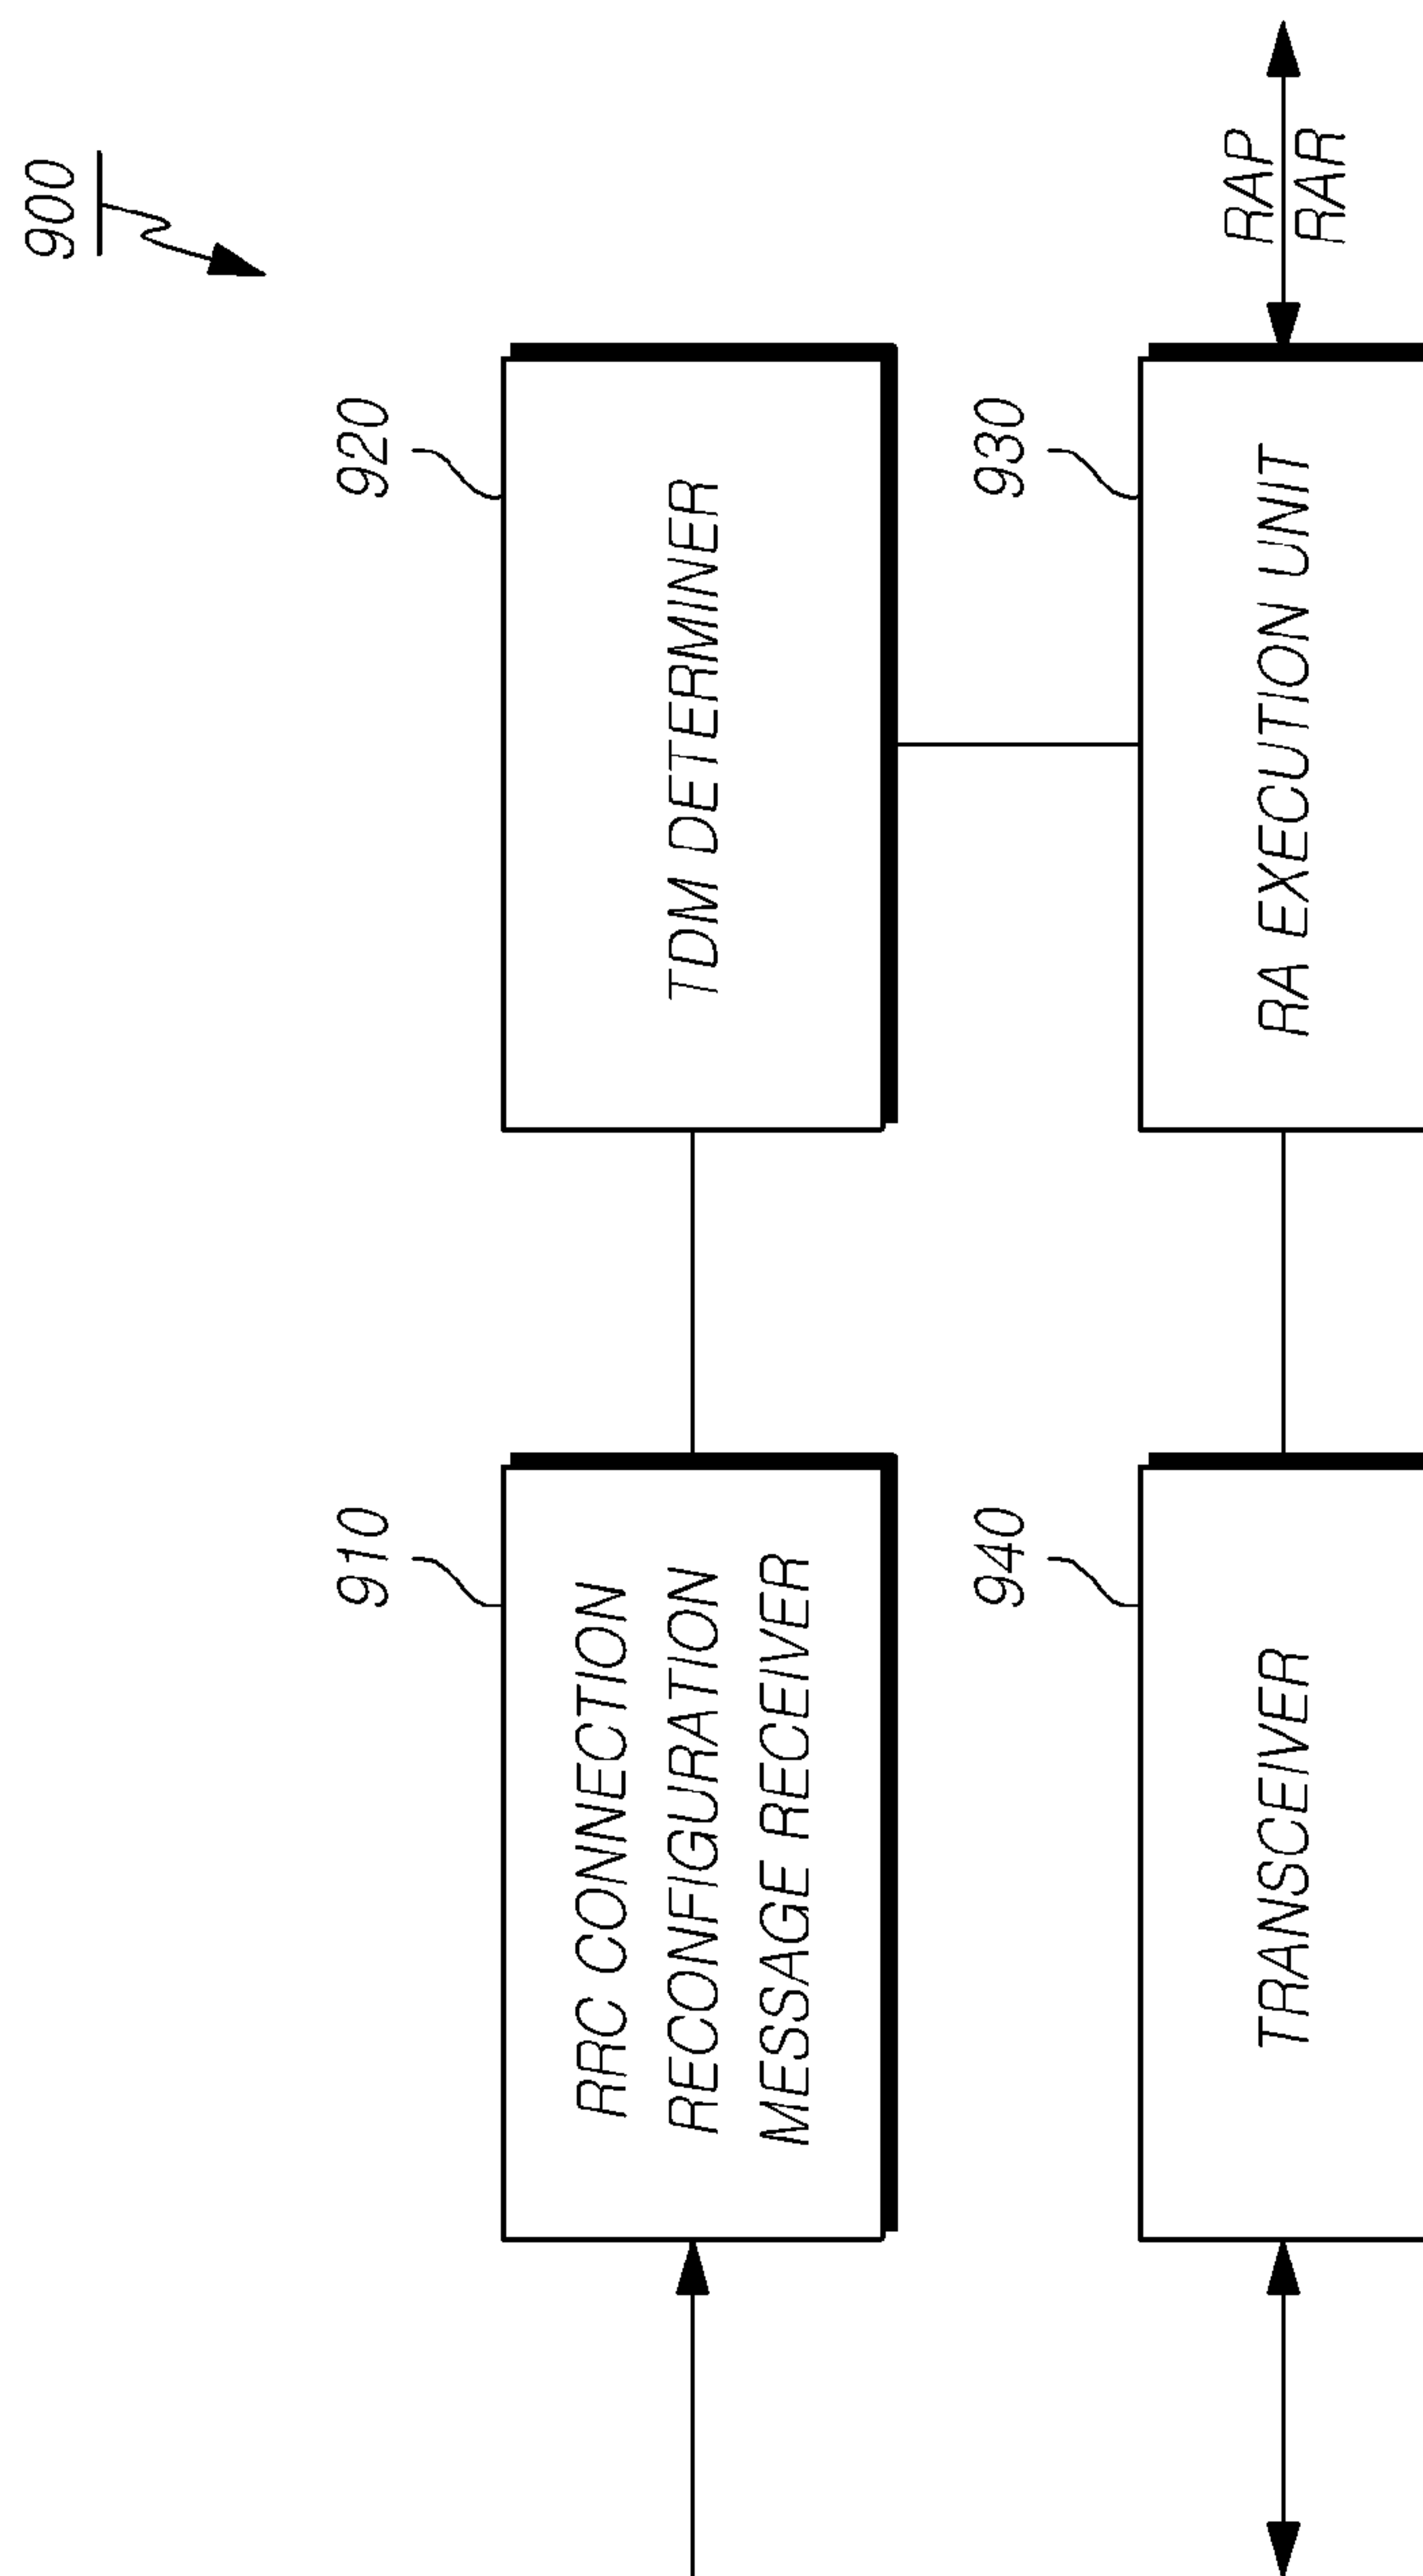 900
910
RRC CONNECTION
RECONFIGURATION
MESSAGE RECEIVER
920
TDM DETERMINER
940
TRANSCEIVER
930
RA EXECUTION UNIT
RAP
RAR